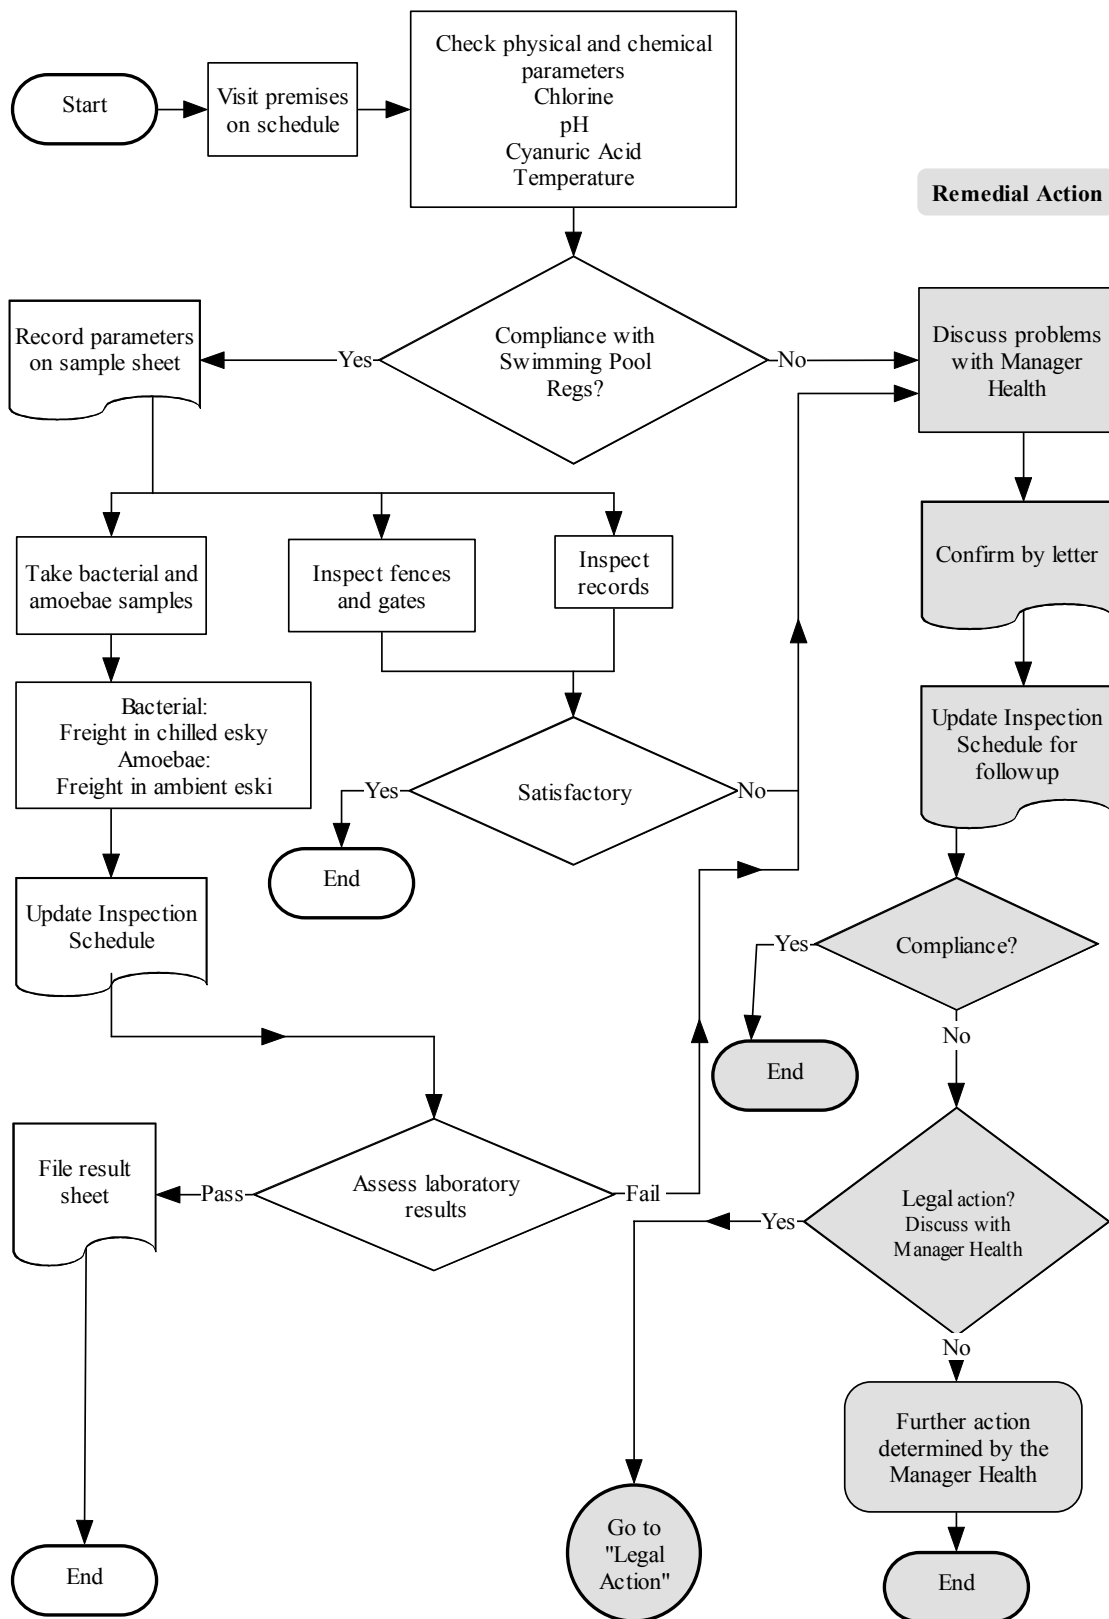 Start
Visit premises
on schedule
Check physical and chemical
parameters
Chlorine
pH
Cyanuric Acid
Temperature
Remedial Action
Record parameters
on sample sheet
Yes
Compliance with
Swimming Pool
Regs?
No
Discuss problems
with Manager
Health
Take bacterial and
amoebae samples
Inspect fences
and gates
Inspect
records
Confirm by letter
Bacterial:
Freight in chilled esky
Amoebae:
Freight in ambient eski
Yes
Satisfactory
No
Update Inspection
Schedule for
followup
End
Update Inspection
Schedule
Yes
Compliance?
No
End
File result
sheet
Pass
Assess laboratory
results
Fail
Yes
Legal action?
Discuss with
Manager Health
No
Further action
determined by the
Manager Health
Go to
"Legal
Action"
End
End